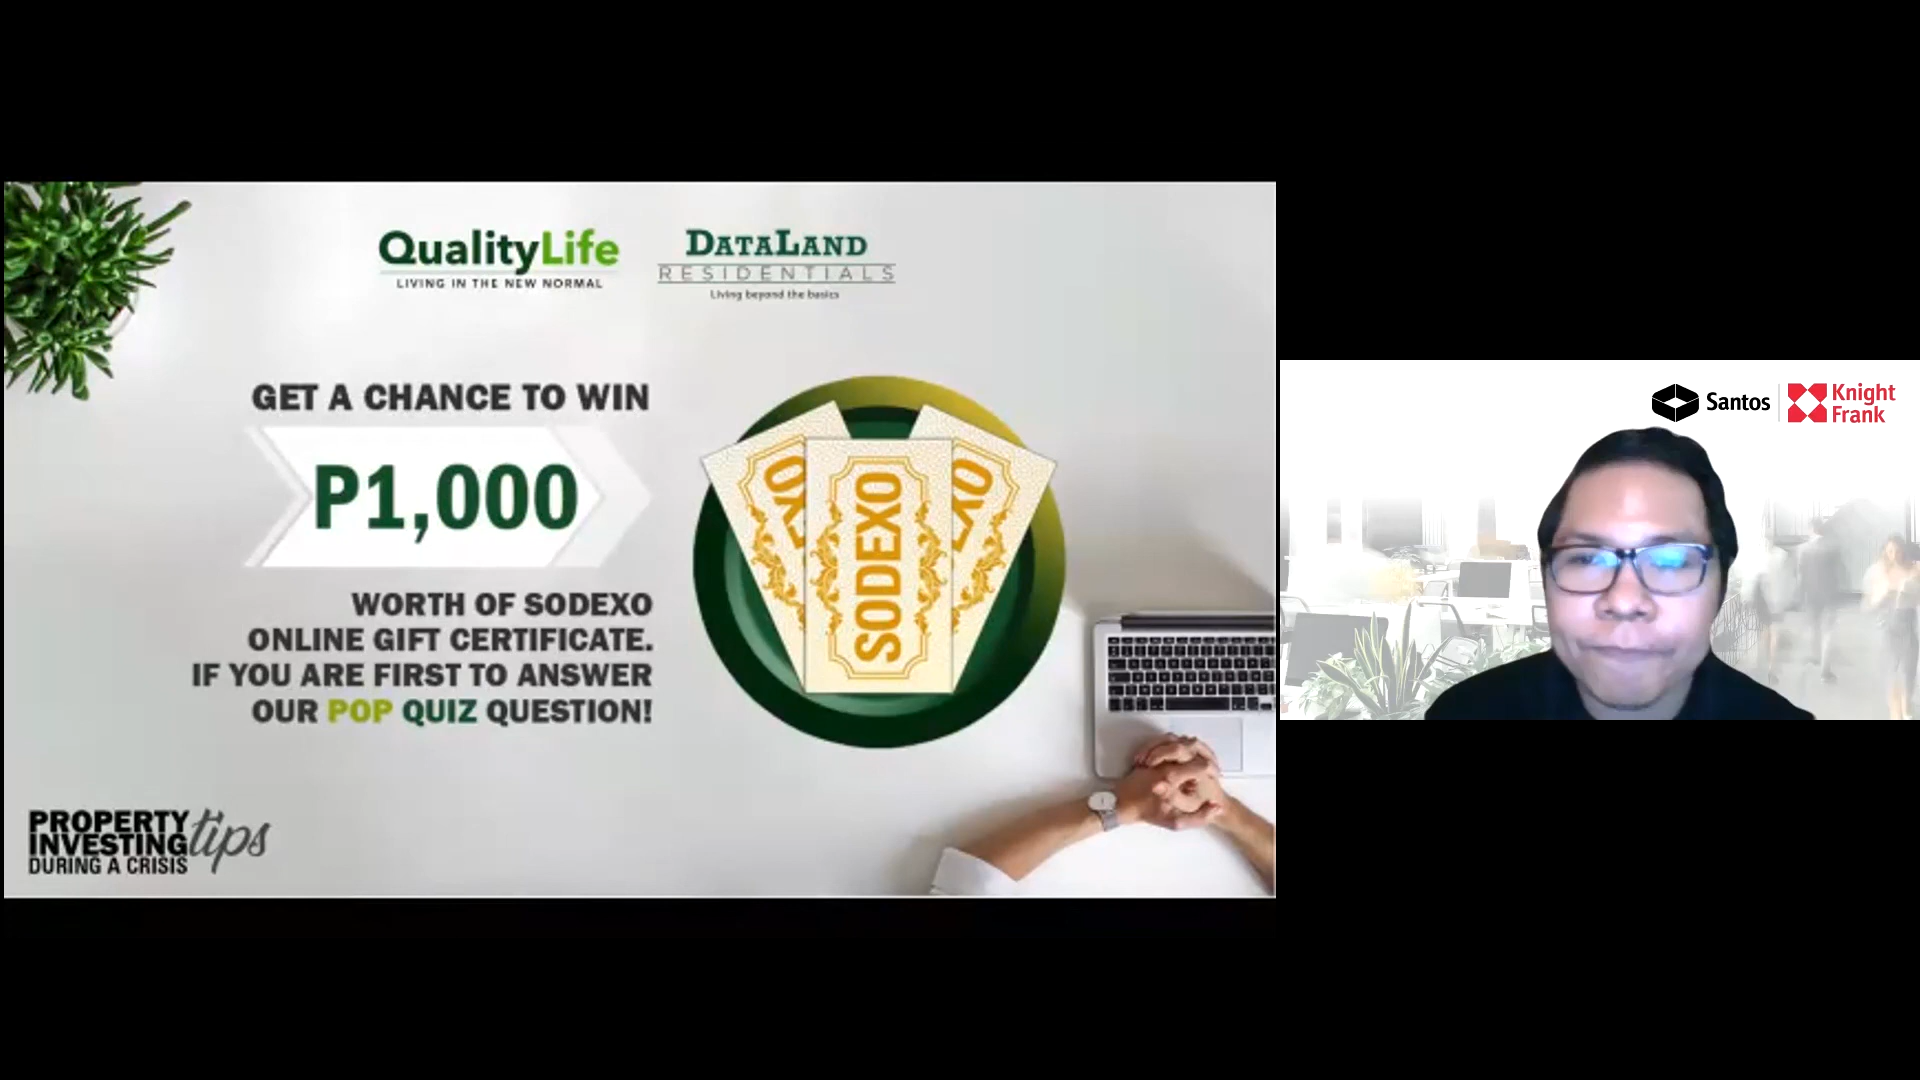 QualityLife
LIVING IN THE NEW NORMAL
DATALAND
RESIDENTIALS
Living beyond the basics
GET A CHANCE TO WIN
P1,000
WORTH OF SODEXO
ONLINE GIFT CERTIFICATE.
IF YOU ARE FIRST TO ANSWER
OUR POP QUIZ QUESTION!
OXO
SODEXO
EXO
PROPERTY
INVESTING tips
DURING A CRISIS
Santos
Knight
Frank